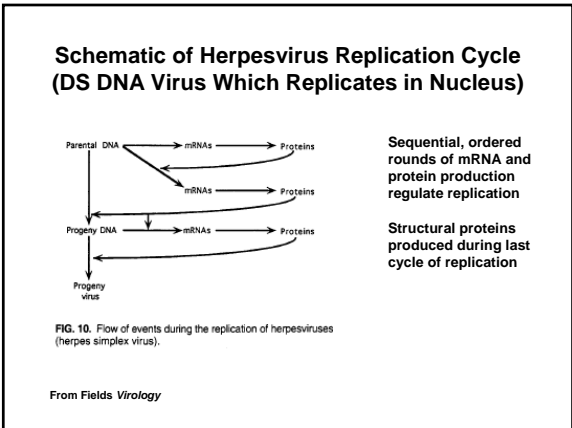 Schematic of Herpesvirus Replication Cycle
(DS DNA Virus Which Replicates in Nucleus)
Parental DNA mRNAs Proteins
mRNAs Proteins
Progeny DNA mRNAs Proteins
Progeny
virus
Sequential, ordered
rounds of mRNA and
protein production
regulate replication
Structural proteins
produced during last
cycle of replication
FIG. 10. Flow of events during the replication of herpesviruses
(herpes simplex virus).
From Fields Virology